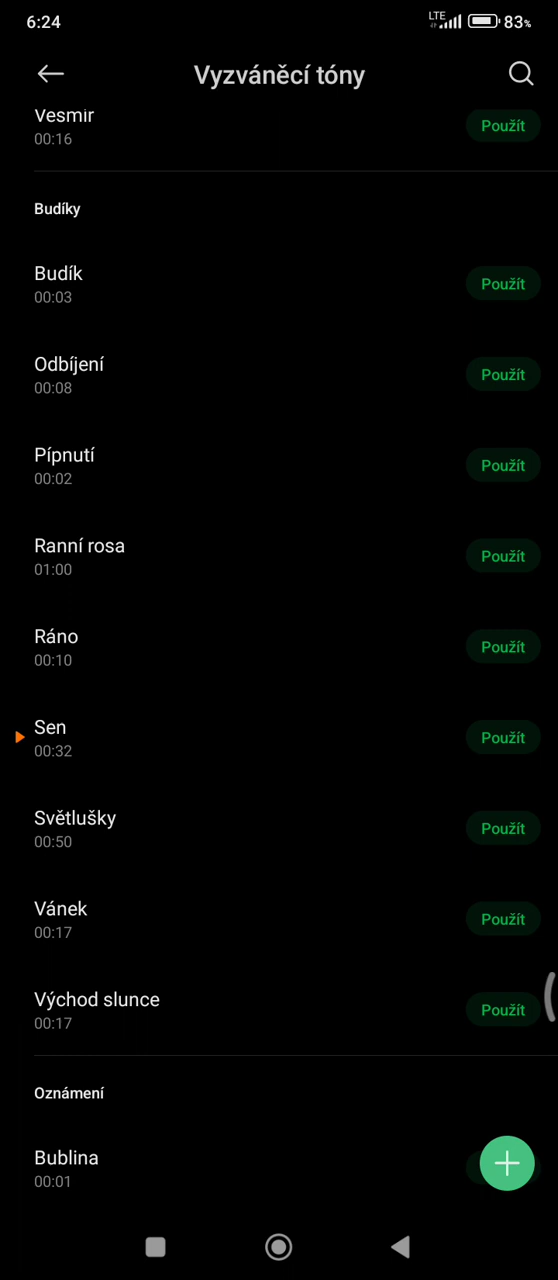 6:24
LTE
83%
Vyzváněcí tóny
Vesmír
00:16
Použít
Budíky
Budík
00:03
Použít
Odbíjení
00:08
Použít
Pípnutí
00:02
Použít
Ranní rosa
01:00
Použít
Ráno
00:10
Použít
Sen
00:32
Použít
Světlušky
00:50
Použít
Vánek
00:17
Použít
Východ slunce
00:17
Použít
Oznámení
Bublina
00:01